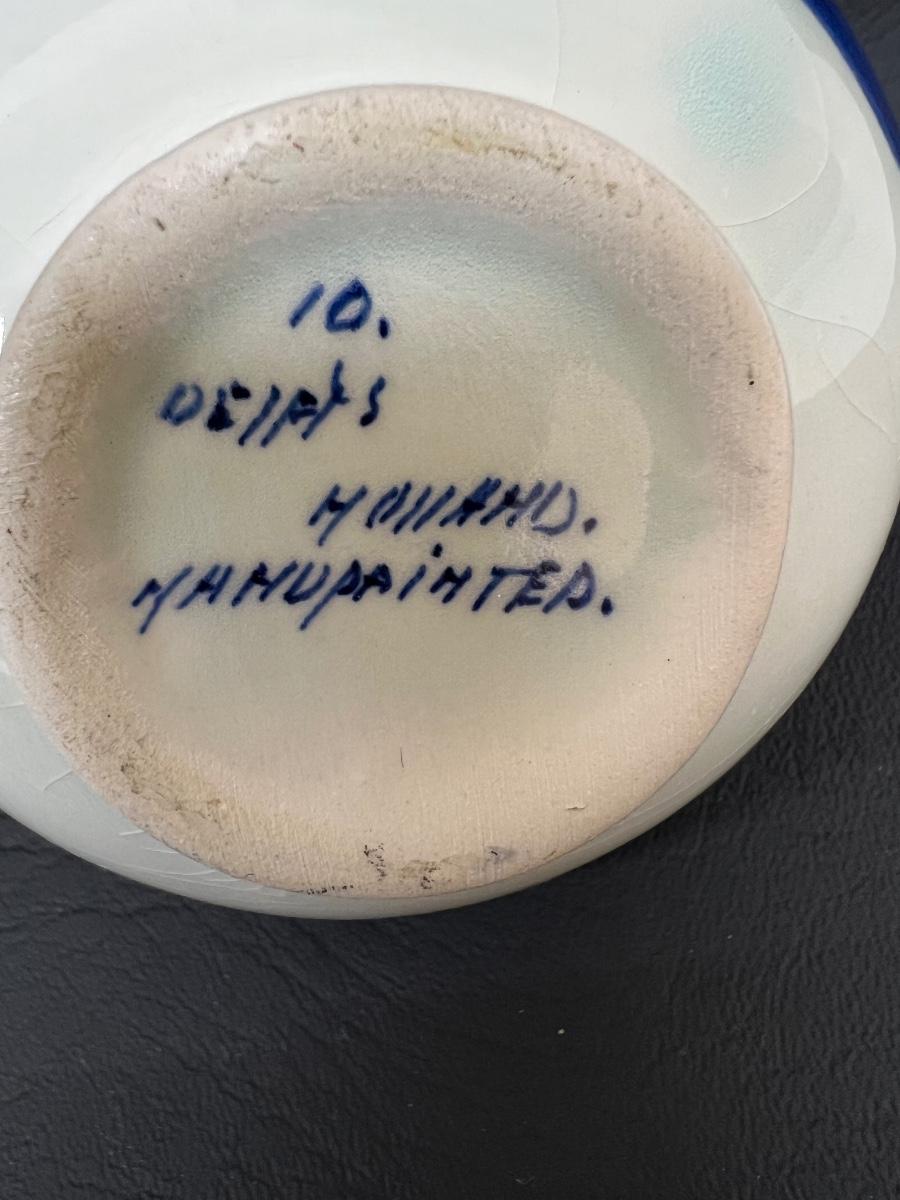 10.
DELFTS
HOLLAND.
HANDPAINTED.